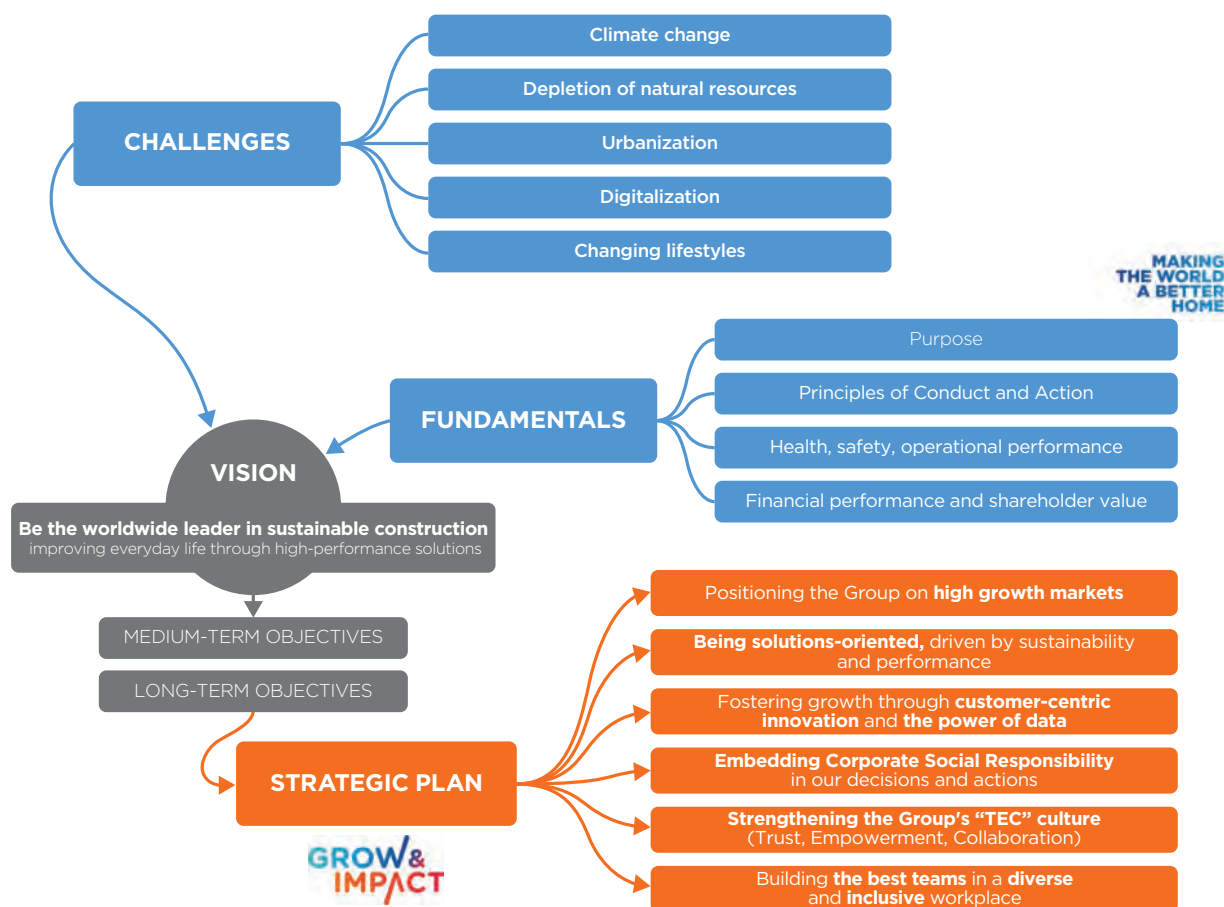 Climate change
Depletion of natural resources
CHALLENGES
Urbanization
Digitalization
Changing lifestyles
MAKING
THE WORLD
A BETTER
HOME
Purpose
Principles of Conduct and Action
FUNDAMENTALS
Health, safety, operational performance
Financial performance and shareholder value
VISION
Be the worldwide leader in sustainable construction
improving everyday life through high-performance solutions
MEDIUM-TERM OBJECTIVES
LONG-TERM OBJECTIVES
STRATEGIC PLAN
GROW &
IMPACT
Positioning the Group on high growth markets
Being solutions-oriented, driven by sustainability
and performance
Fostering growth through customer-centric
innovation and the power of data
Embedding Corporate Social Responsibility
in our decisions and actions
Strengthening the Group's “TEC” culture
(Trust, Empowerment, Collaboration)
Building the best teams in a diverse
and inclusive workplace